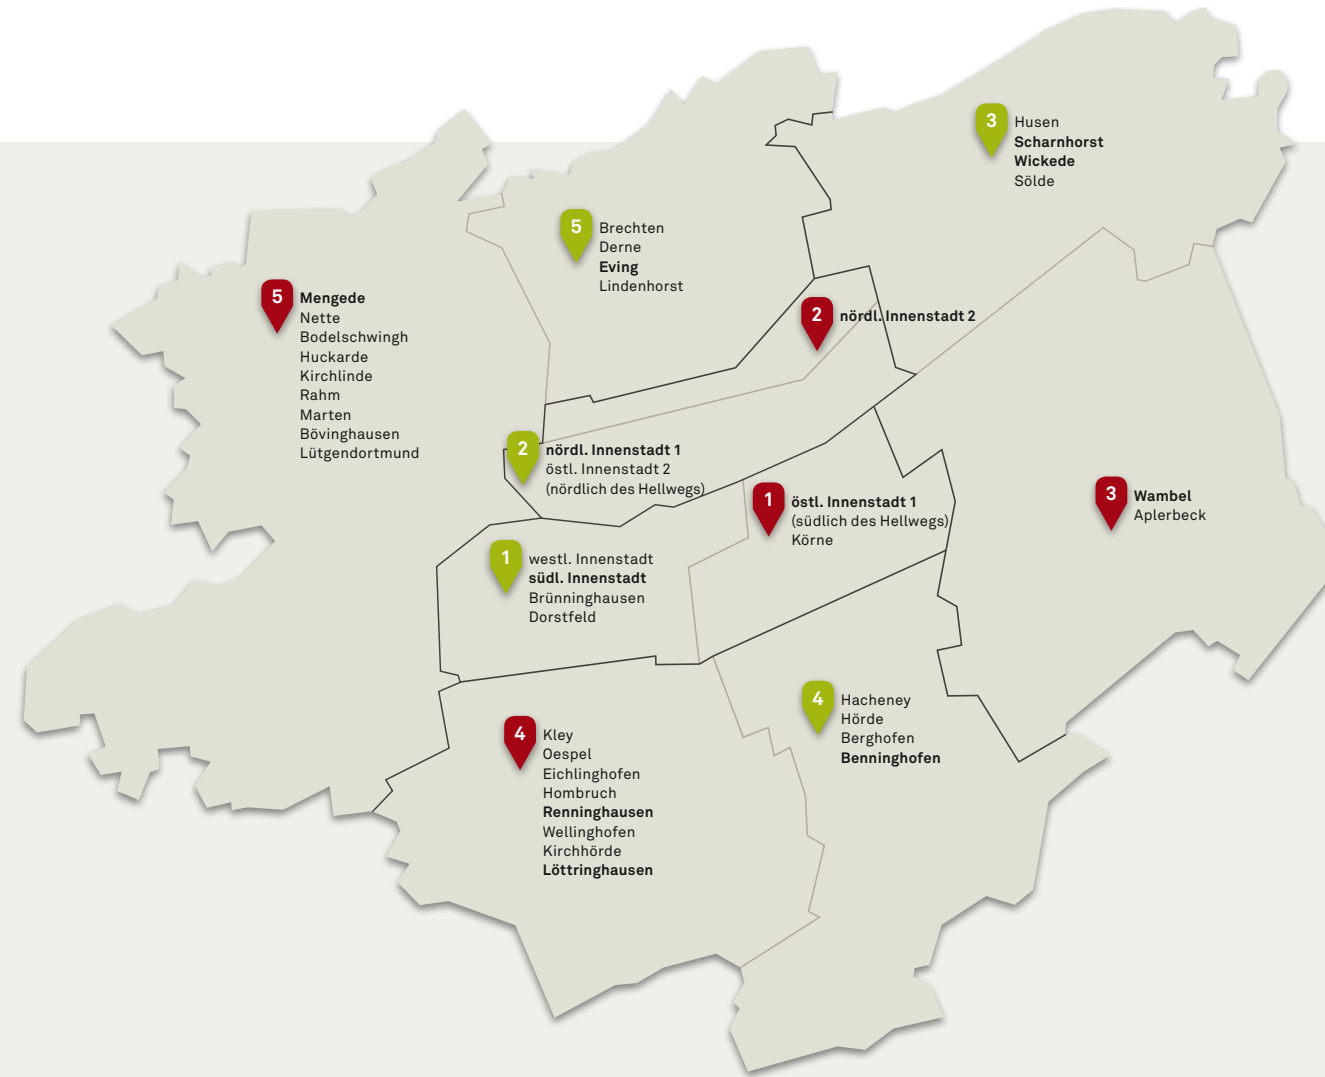 3
Husen
Scharnhorst
Wickede
Sölde
5
Brechten
Derne
Eving
Lindenhorst
5
Mengede
Nette
Bodelschwingh
Huckarde
Kirchlinde
Rahm
Marten
Bövinghausen
Lütgendortmund
2
nördl. Innenstadt 2
2
nördl. Innenstadt 1
östl. Innenstadt 2
(nördlich des Hellwegs)
1
östl. Innenstadt 1
(südlich des Hellwegs)
Körne
3
Wambel
Aplerbeck
1
westl. Innenstadt
südl. Innenstadt
Brünninghausen
Dorstfeld
4
Hacheney
Hörde
Berghofen
Benninghofen
4
Kley
Oespel
Eichlinghofen
Hombruch
Renninghausen
Wellinghofen
Kirchhörde
Löttringhausen